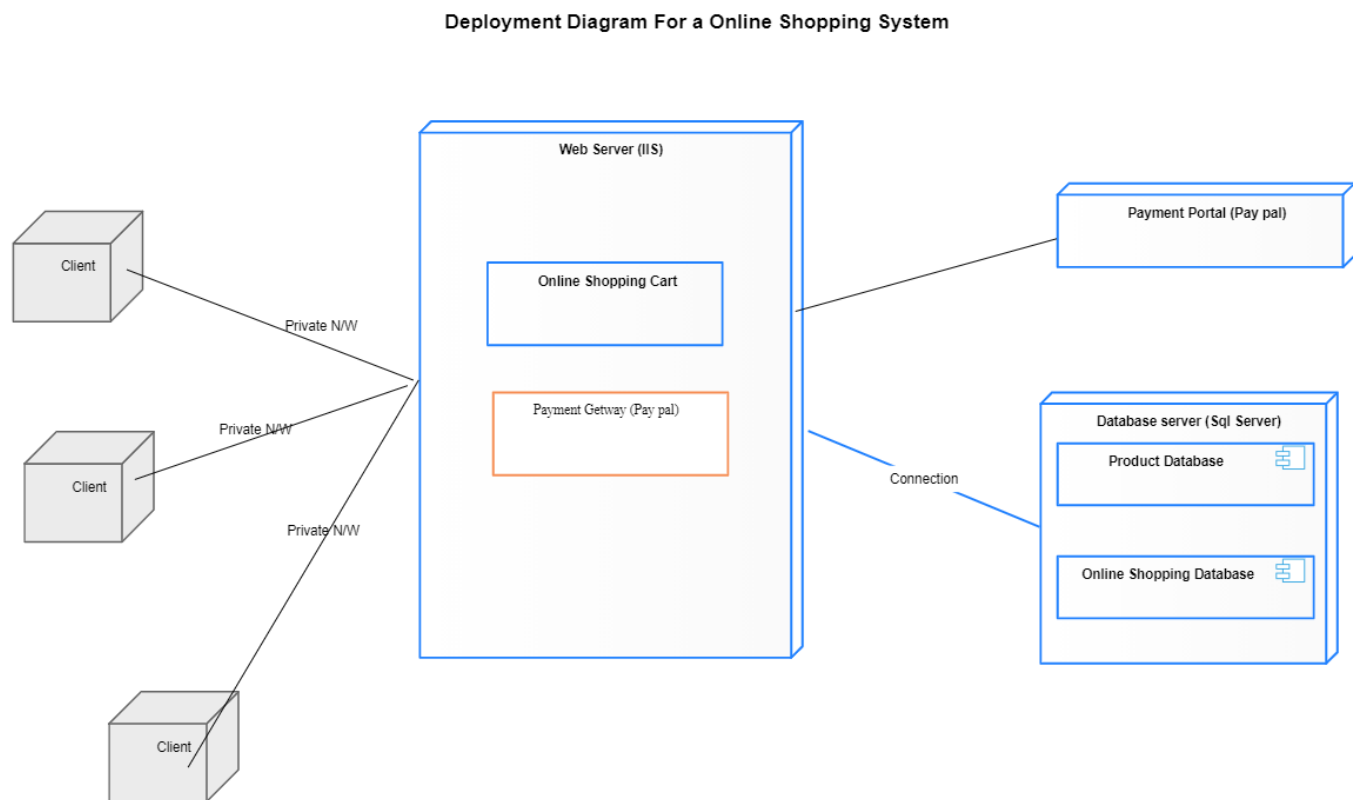 Deployment Diagram For a Online Shopping System
Web Server (IIS)
Payment Portal (Pay pal)
Client
Online Shopping Cart
Private N/W
Payment Getway (Pay pal)
Database server (Sql Server)
Private N/W
Product Database
Client
Connection
Private N/W
Online Shopping Database
Client